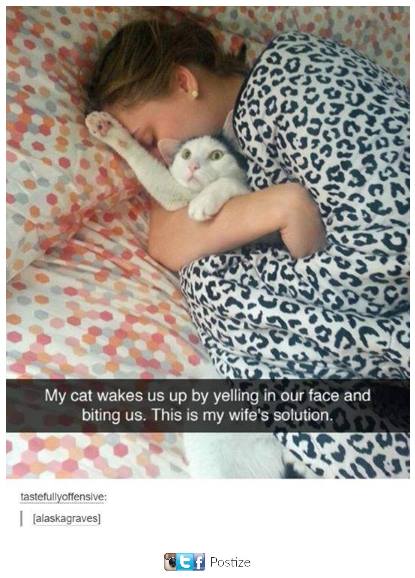 My cat wakes us up by yelling in our face and
biting us. This is my wife's solution.
tastefullyoffensive:
[alaskagraves]
Postize